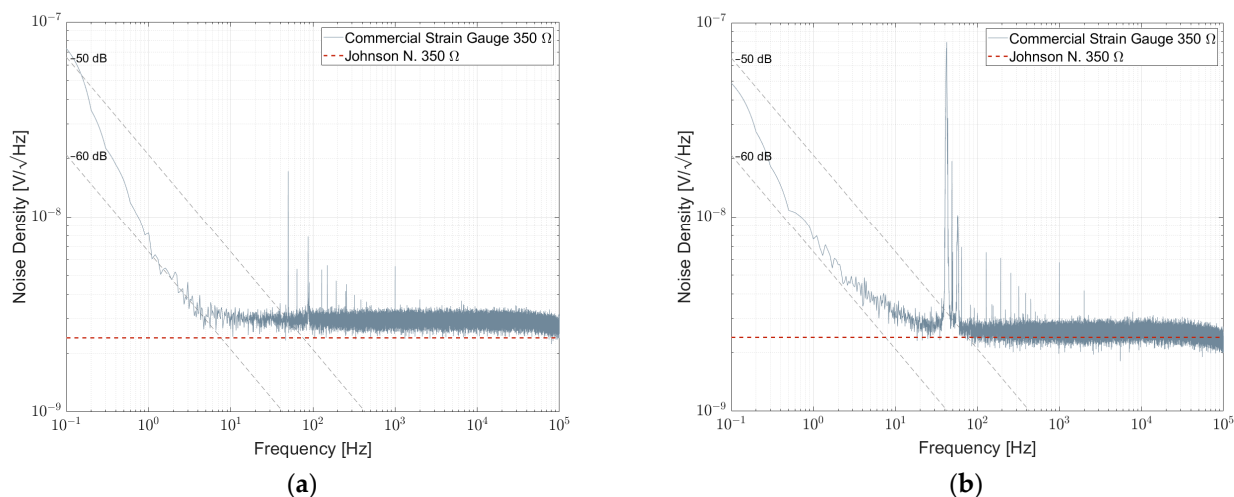 10⁻⁷
−50 dB
−60 dB
10⁻⁸
10⁻⁹
Noise Density [V/√Hz]
Commercial Strain Gauge 350 Ω
Johnson N. 350 Ω
10⁻¹ 10⁰ 10¹ 10² 10³ 10⁴ 10⁵
Frequency [Hz]
(a)
10⁻⁷
−50 dB
−60 dB
10⁻⁸
10⁻⁹
Noise Density [V/√Hz]
Commercial Strain Gauge 350 Ω
Johnson N. 350 Ω
10⁻¹ 10⁰ 10¹ 10² 10³ 10⁴ 10⁵
Frequency [Hz]
(b)